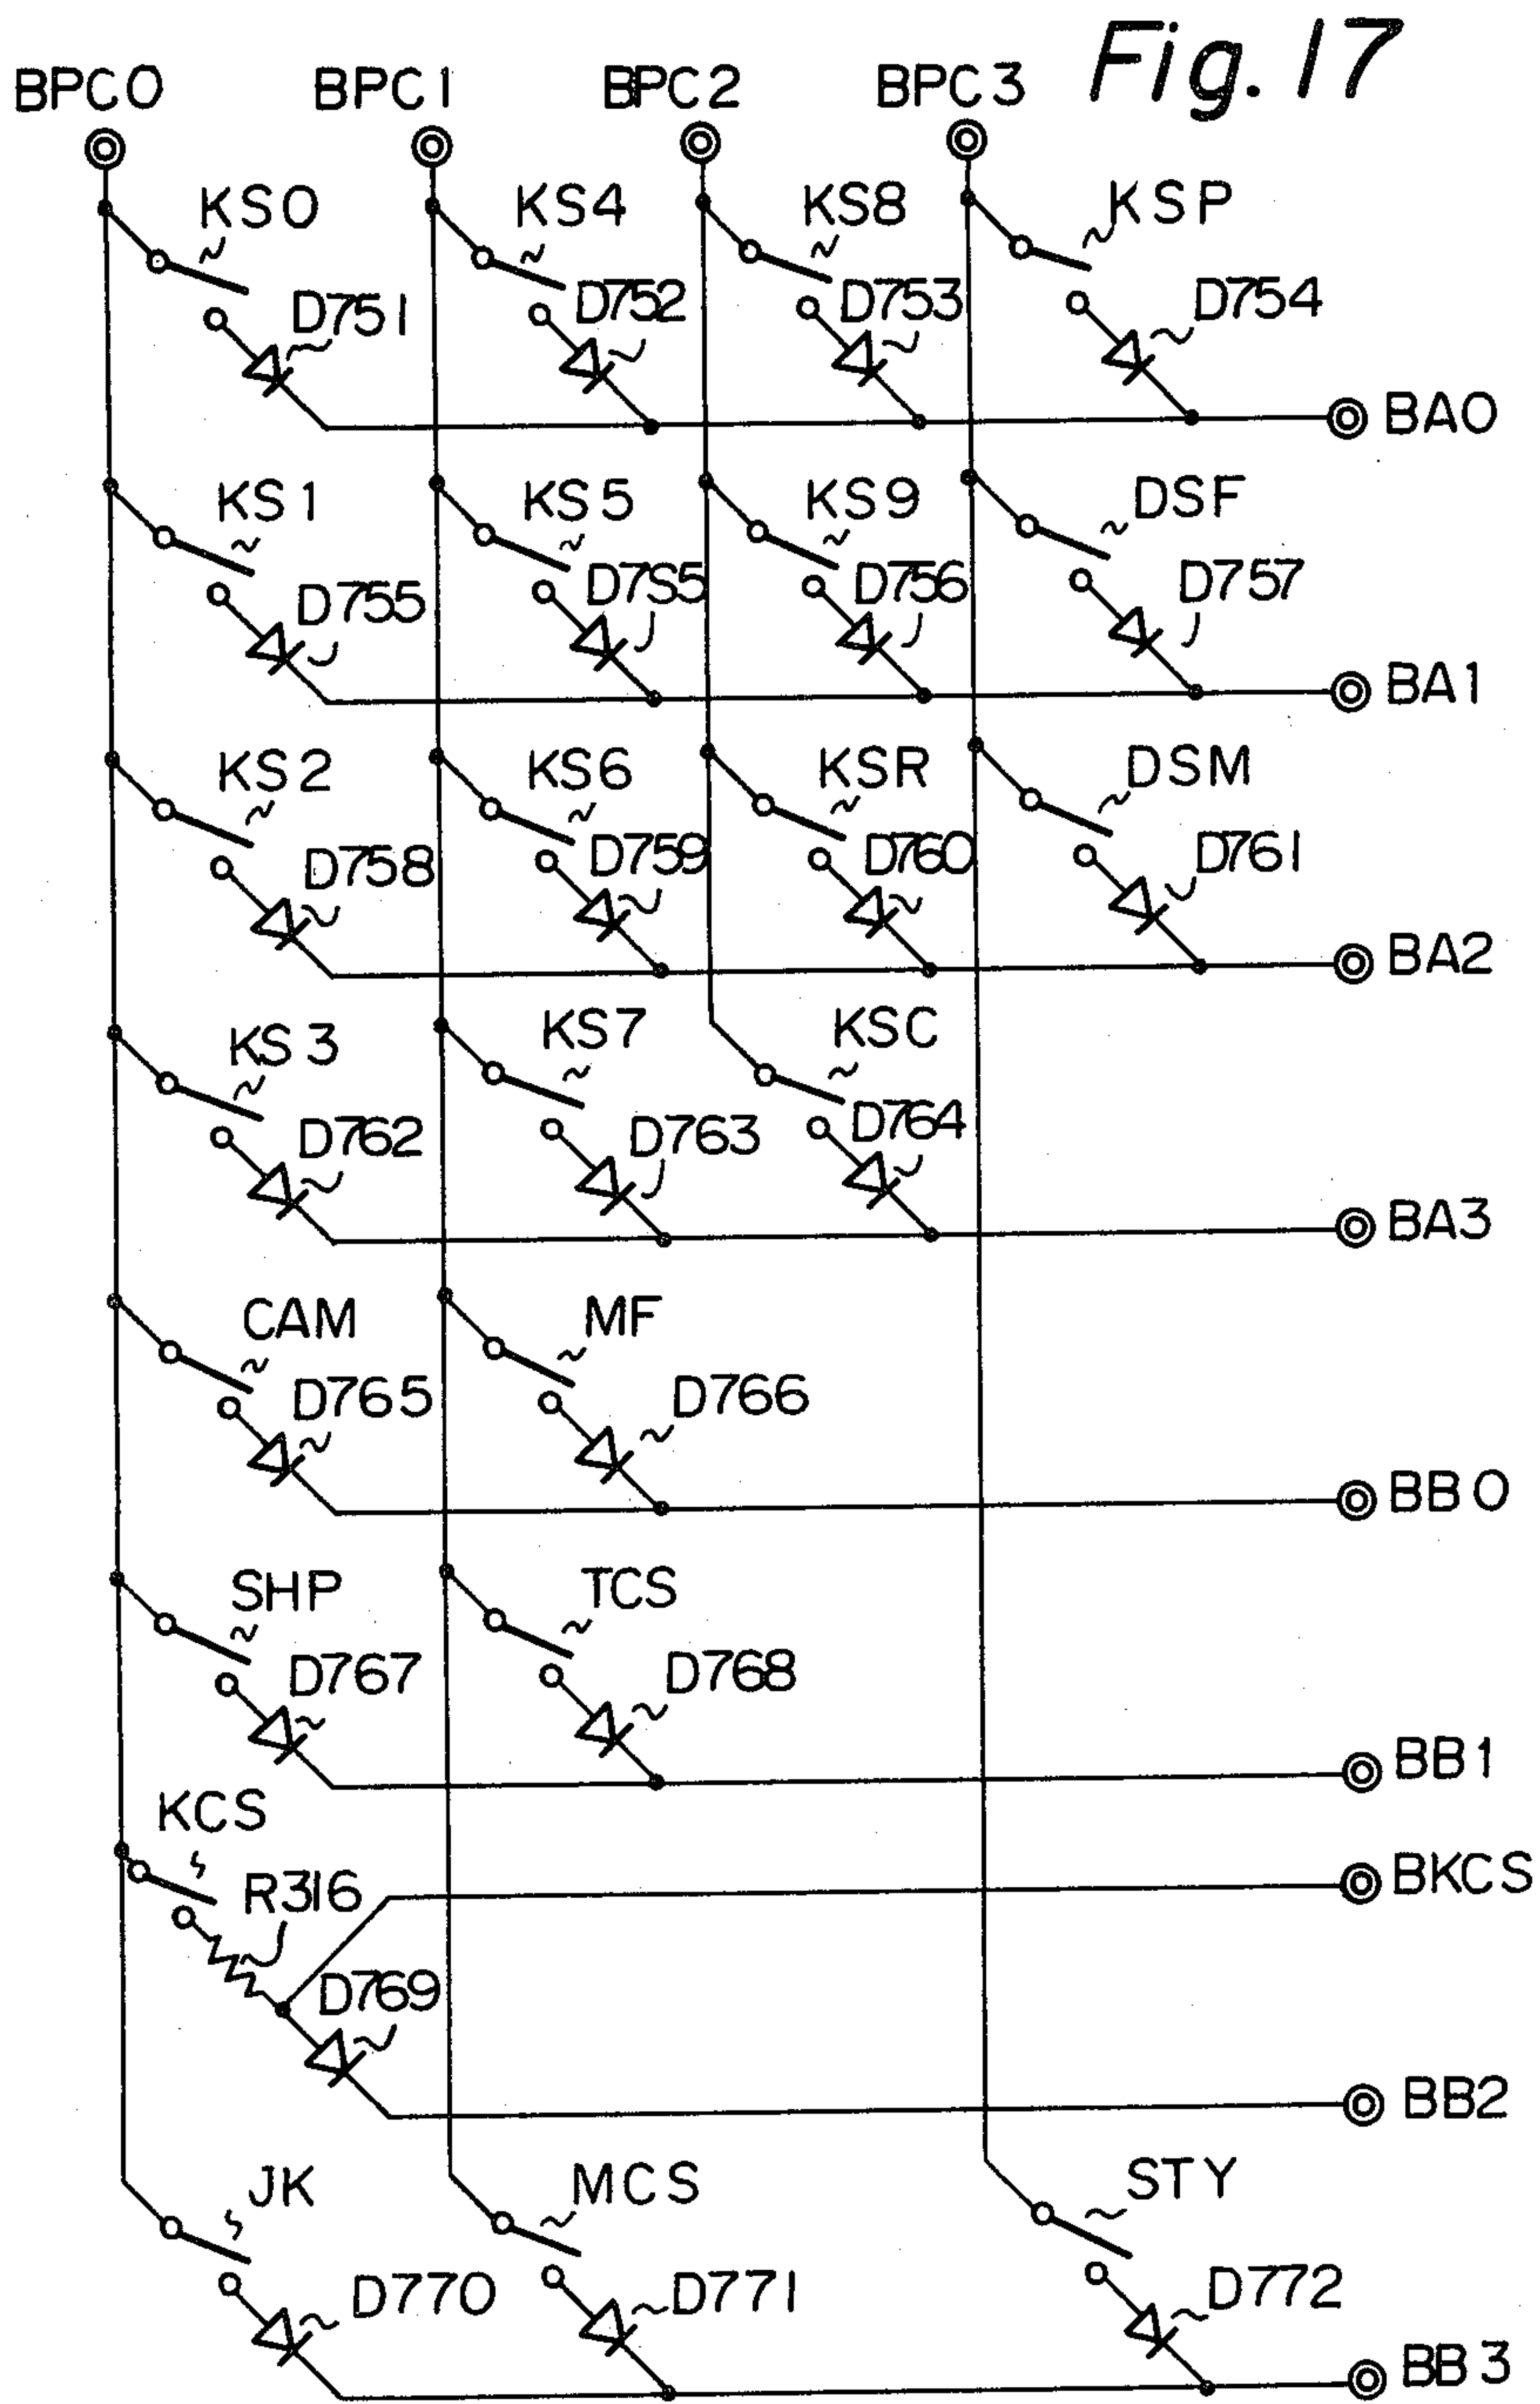 Fig. 17
BPC0 BPC1 BPC2 BPC3
KS0 KS4 KS8 KSP
D751 D752 D753 D754
BA0
KS1 KS5 KS9 DSF
D755 D7S5 D756 D757
BA1
KS2 KS6 KSR DSM
D758 D759 D760 D761
BA2
KS3 KS7 KSC
D762 D763 D764
BA3
CAM MF
D765 D766
BB0
SHP TCS
D767 D768
BB1
KCS
R316
BKCS
D769
BB2
JK MCS STY
D770 D771 D772
BB3